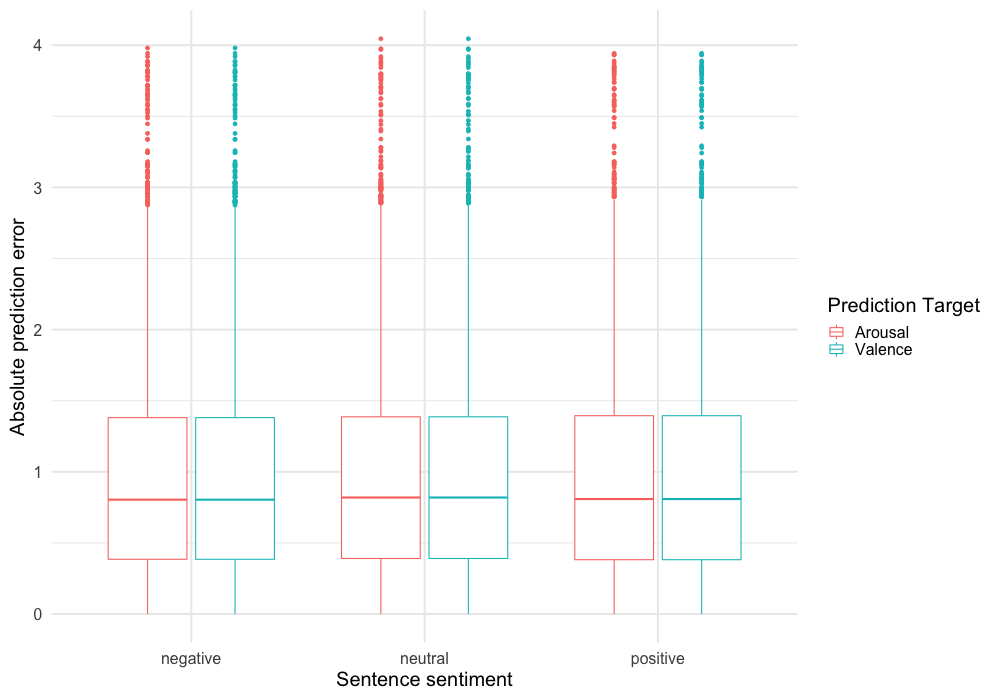 4
3
2
1
0
Absolute prediction error
negative
neutral
positive
Sentence sentiment
Prediction Target
Arousal
Valence